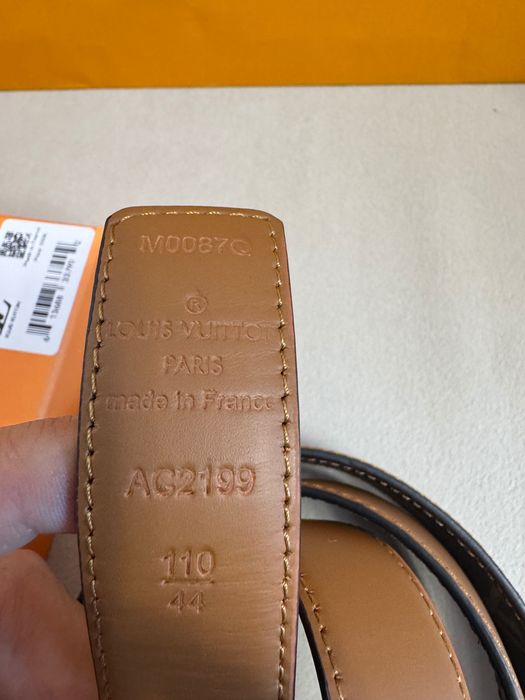 M0087Q
®
LOUIS VUITTON
PARIS
made in France
AC2199
110
44